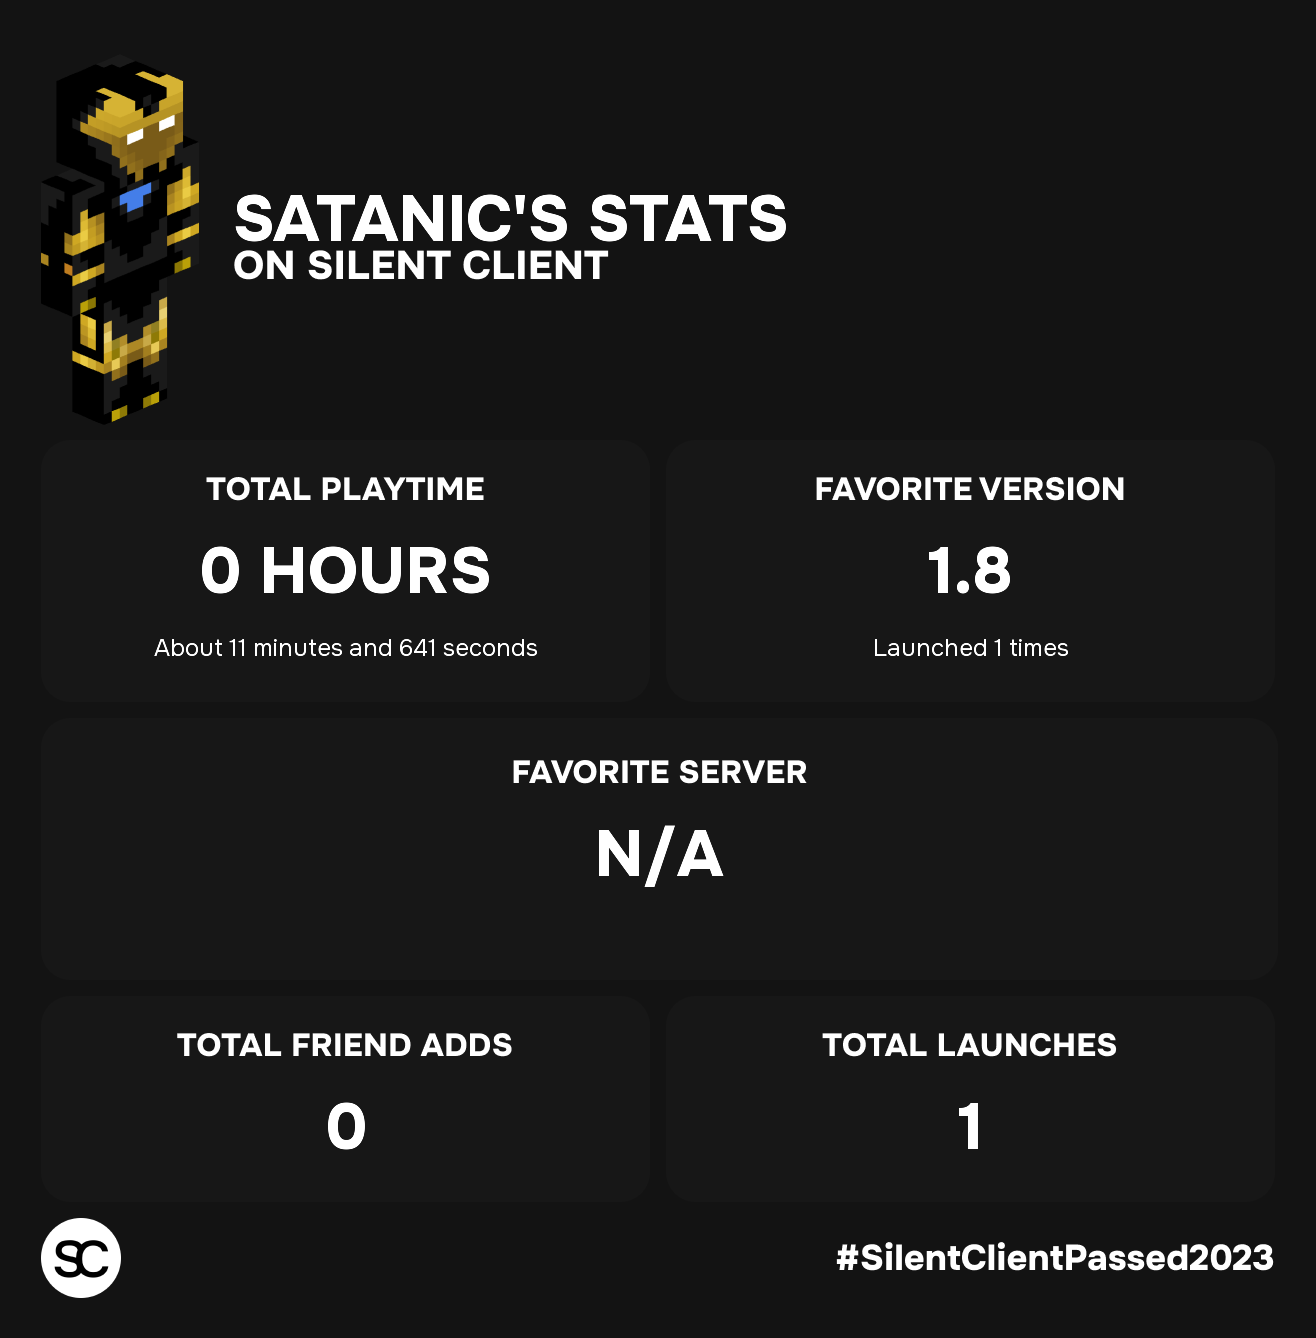 SATANIC'S STATS
ON SILENT CLIENT
TOTAL PLAYTIME
0 HOURS
About 11 minutes and 641 seconds
FAVORITE VERSION
1.8
Launched 1 times
FAVORITE SERVER
N/A
TOTAL FRIEND ADDS
0
TOTAL LAUNCHES
1
SC
#SilentClientPassed2023